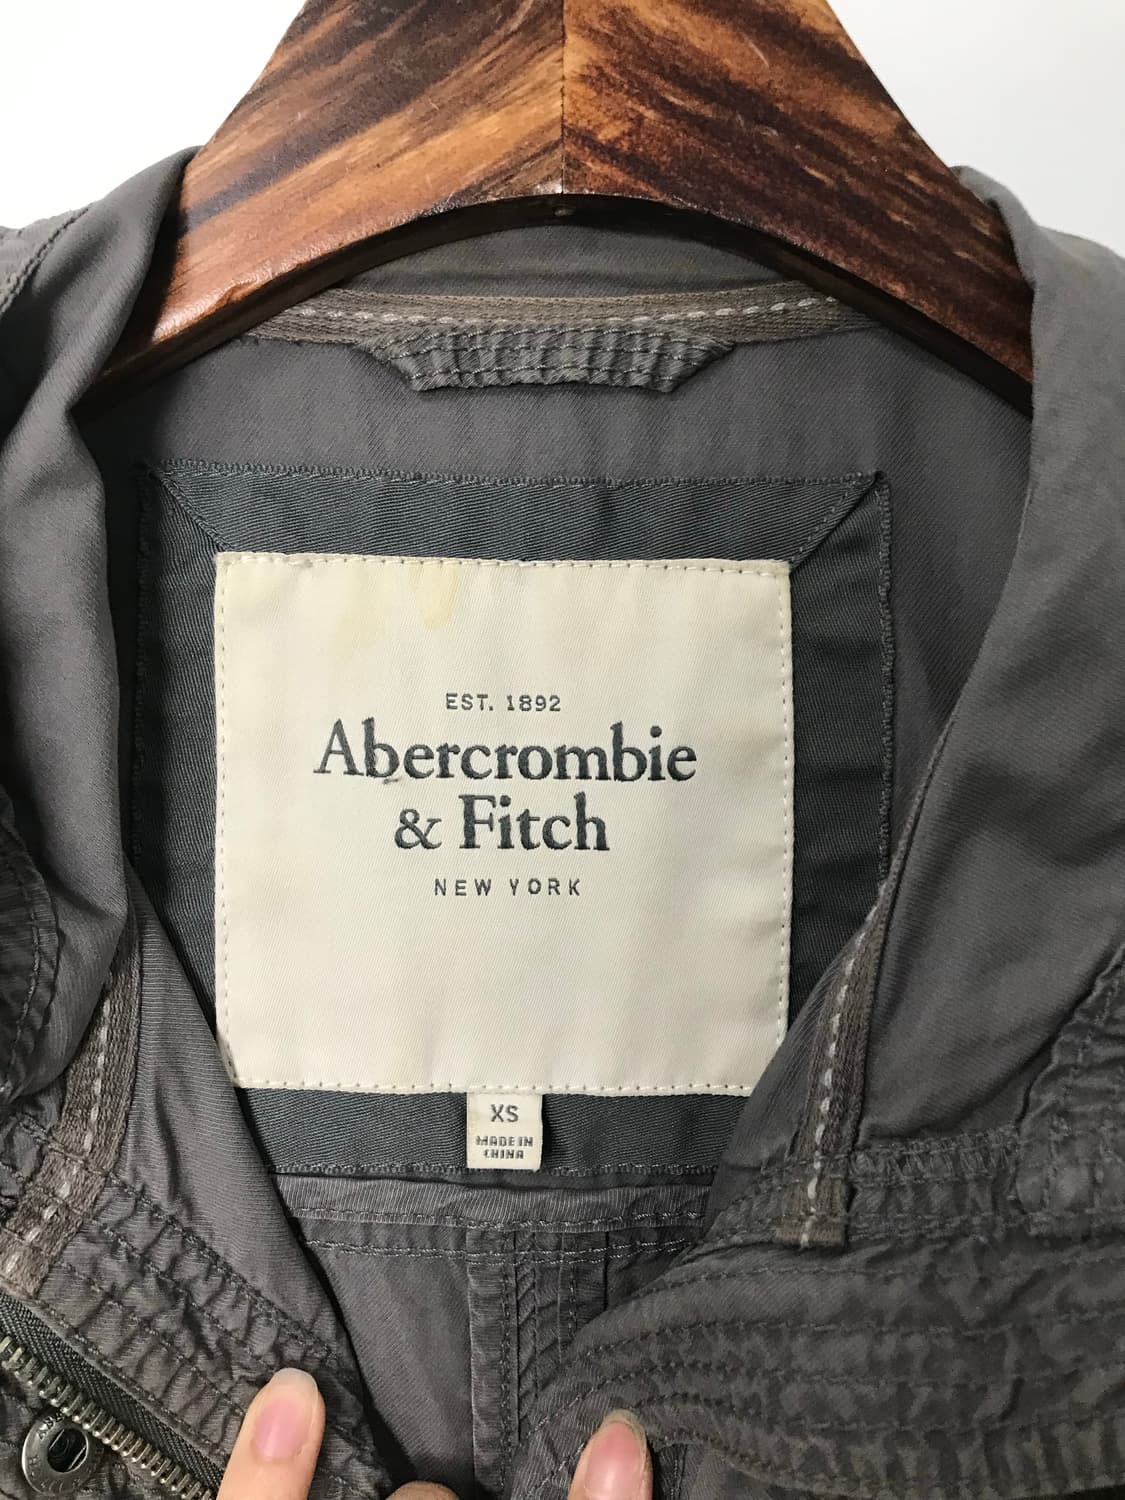 EST. 1892
Abercrombie
& Fitch
NEW YORK
XS
MADE IN
CHINA